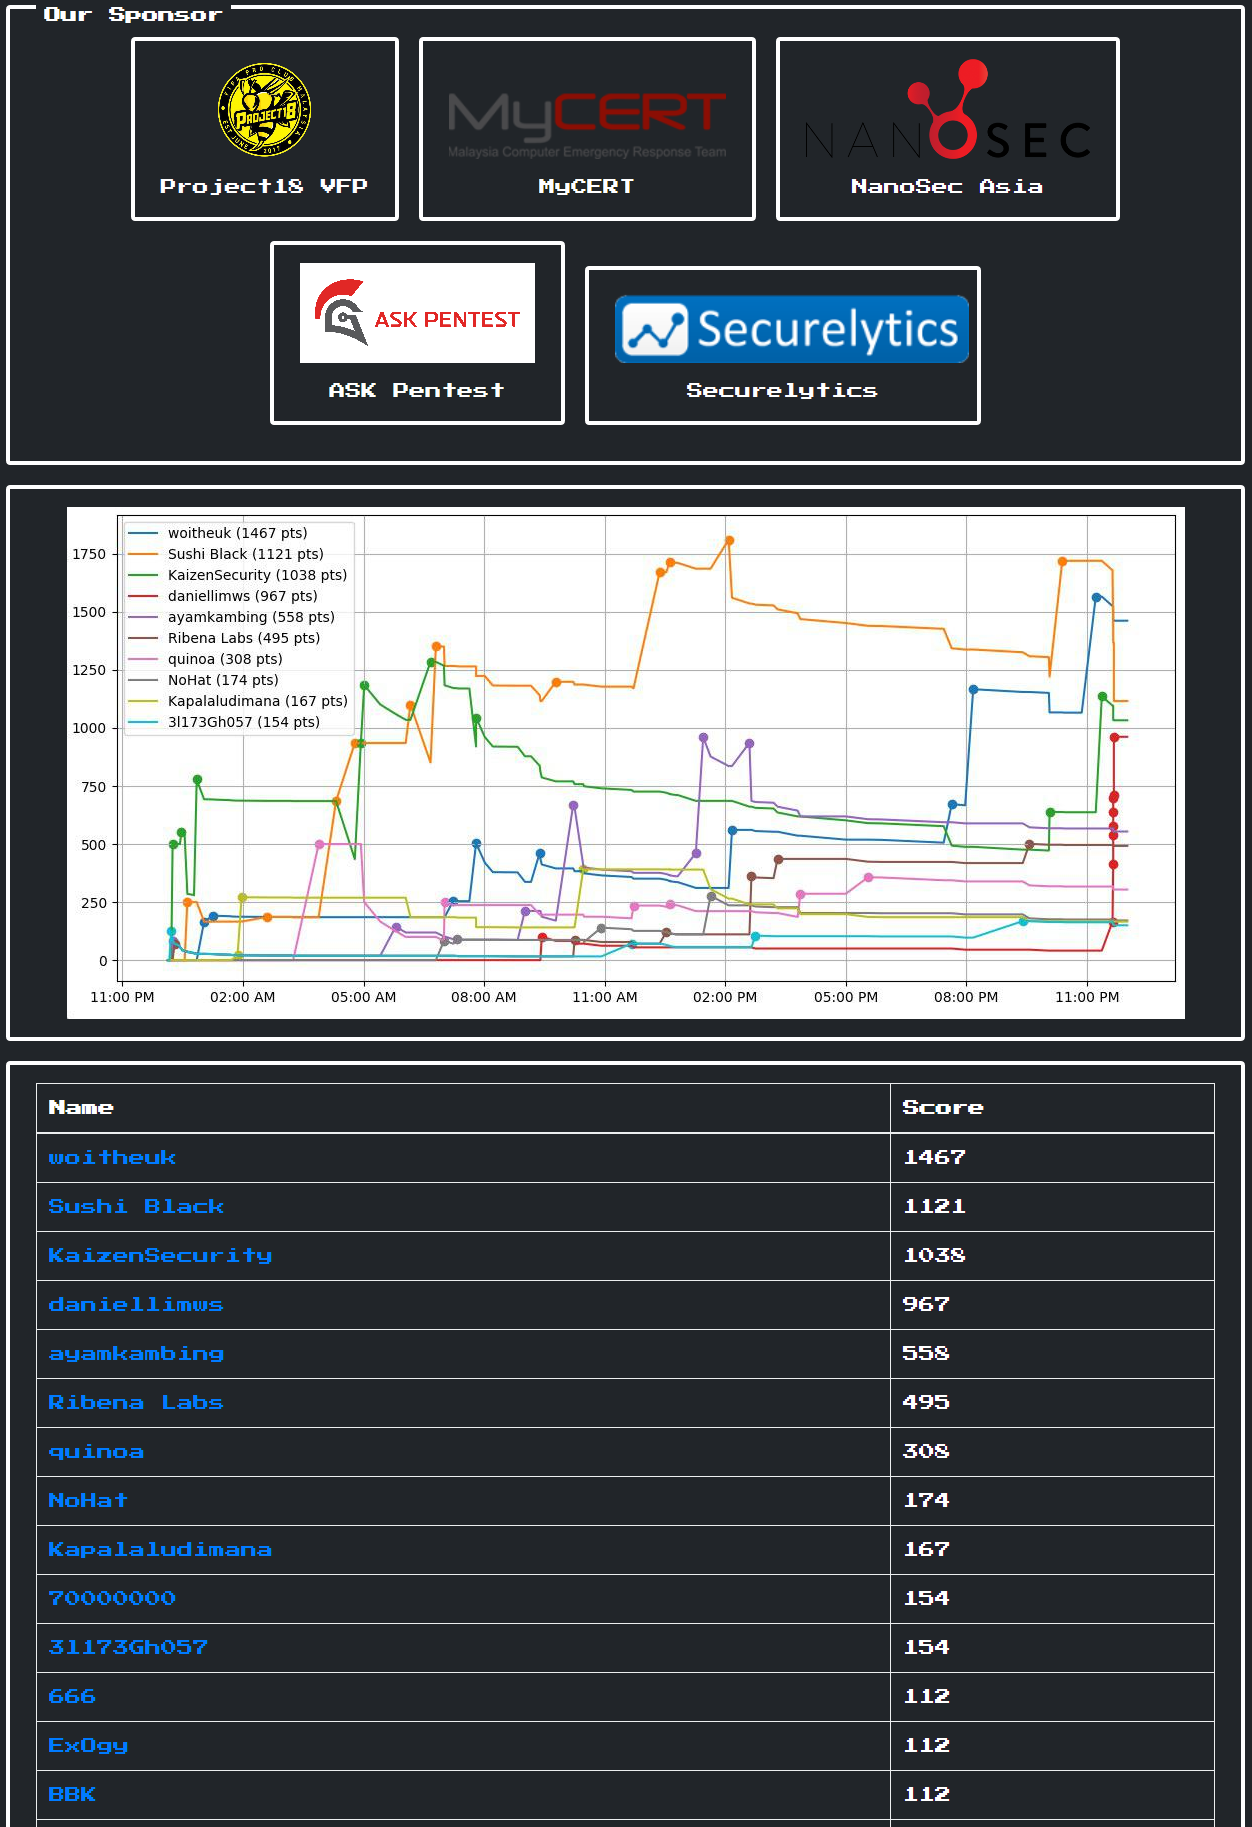 Our Sponsor
PROJECT18
Project18 VFP
MyCERT
Malaysia Computer Emergency Response Team
MyCERT
NANOSEC
NanoSec Asia
ASK PENTEST
ASK Pentest
Securelytics
Securelytics
woitheuk (1467 pts)
Sushi Black (1121 pts)
KaizenSecurity (1038 pts)
daniellimws (967 pts)
ayamkambing (558 pts)
Ribena Labs (495 pts)
quinoa (308 pts)
NoHat (174 pts)
Kapalaludimana (167 pts)
3l173Gh057 (154 pts)
1750
1500
1250
1000
750
500
250
0
11:00 PM 02:00 AM 05:00 AM 08:00 AM 11:00 AM 02:00 PM 05:00 PM 08:00 PM 11:00 PM
Name Score
woitheuk 1467
Sushi Black 1121
KaizenSecurity 1038
daniellimws 967
ayamkambing 558
Ribena Labs 495
quinoa 308
NoHat 174
Kapalaludimana 167
70000000 154
3l173Gh057 154
666 112
ExOgy 112
BBK 112